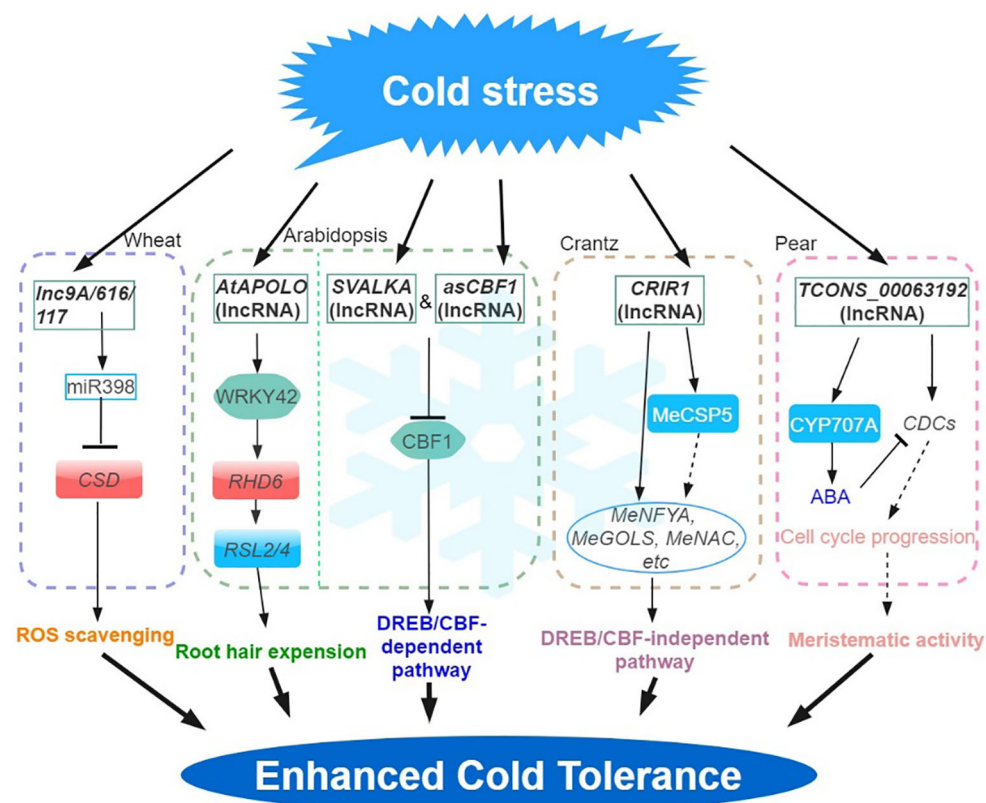 Cold stress
Wheat
lnc9A/616/
117
miR398
CSD
ROS scavenging
Arabidopsis
AtAPOLO
(lncRNA)
WRKY42
RHD6
RSL2/4
Root hair expension
SVALKA
(lncRNA)
&
asCBF1
(lncRNA)
CBF1
DREB/CBF-
dependent
pathway
Crantz
CRIR1
(lncRNA)
MeCSP5
MeNFYA,
MeGOLS, MeNAC,
etc
DREB/CBF-independent
pathway
Pear
TCONS_00063192
(lncRNA)
CYP707A
CDCs
ABA
Cell cycle progression
Meristematic activity
Enhanced Cold Tolerance